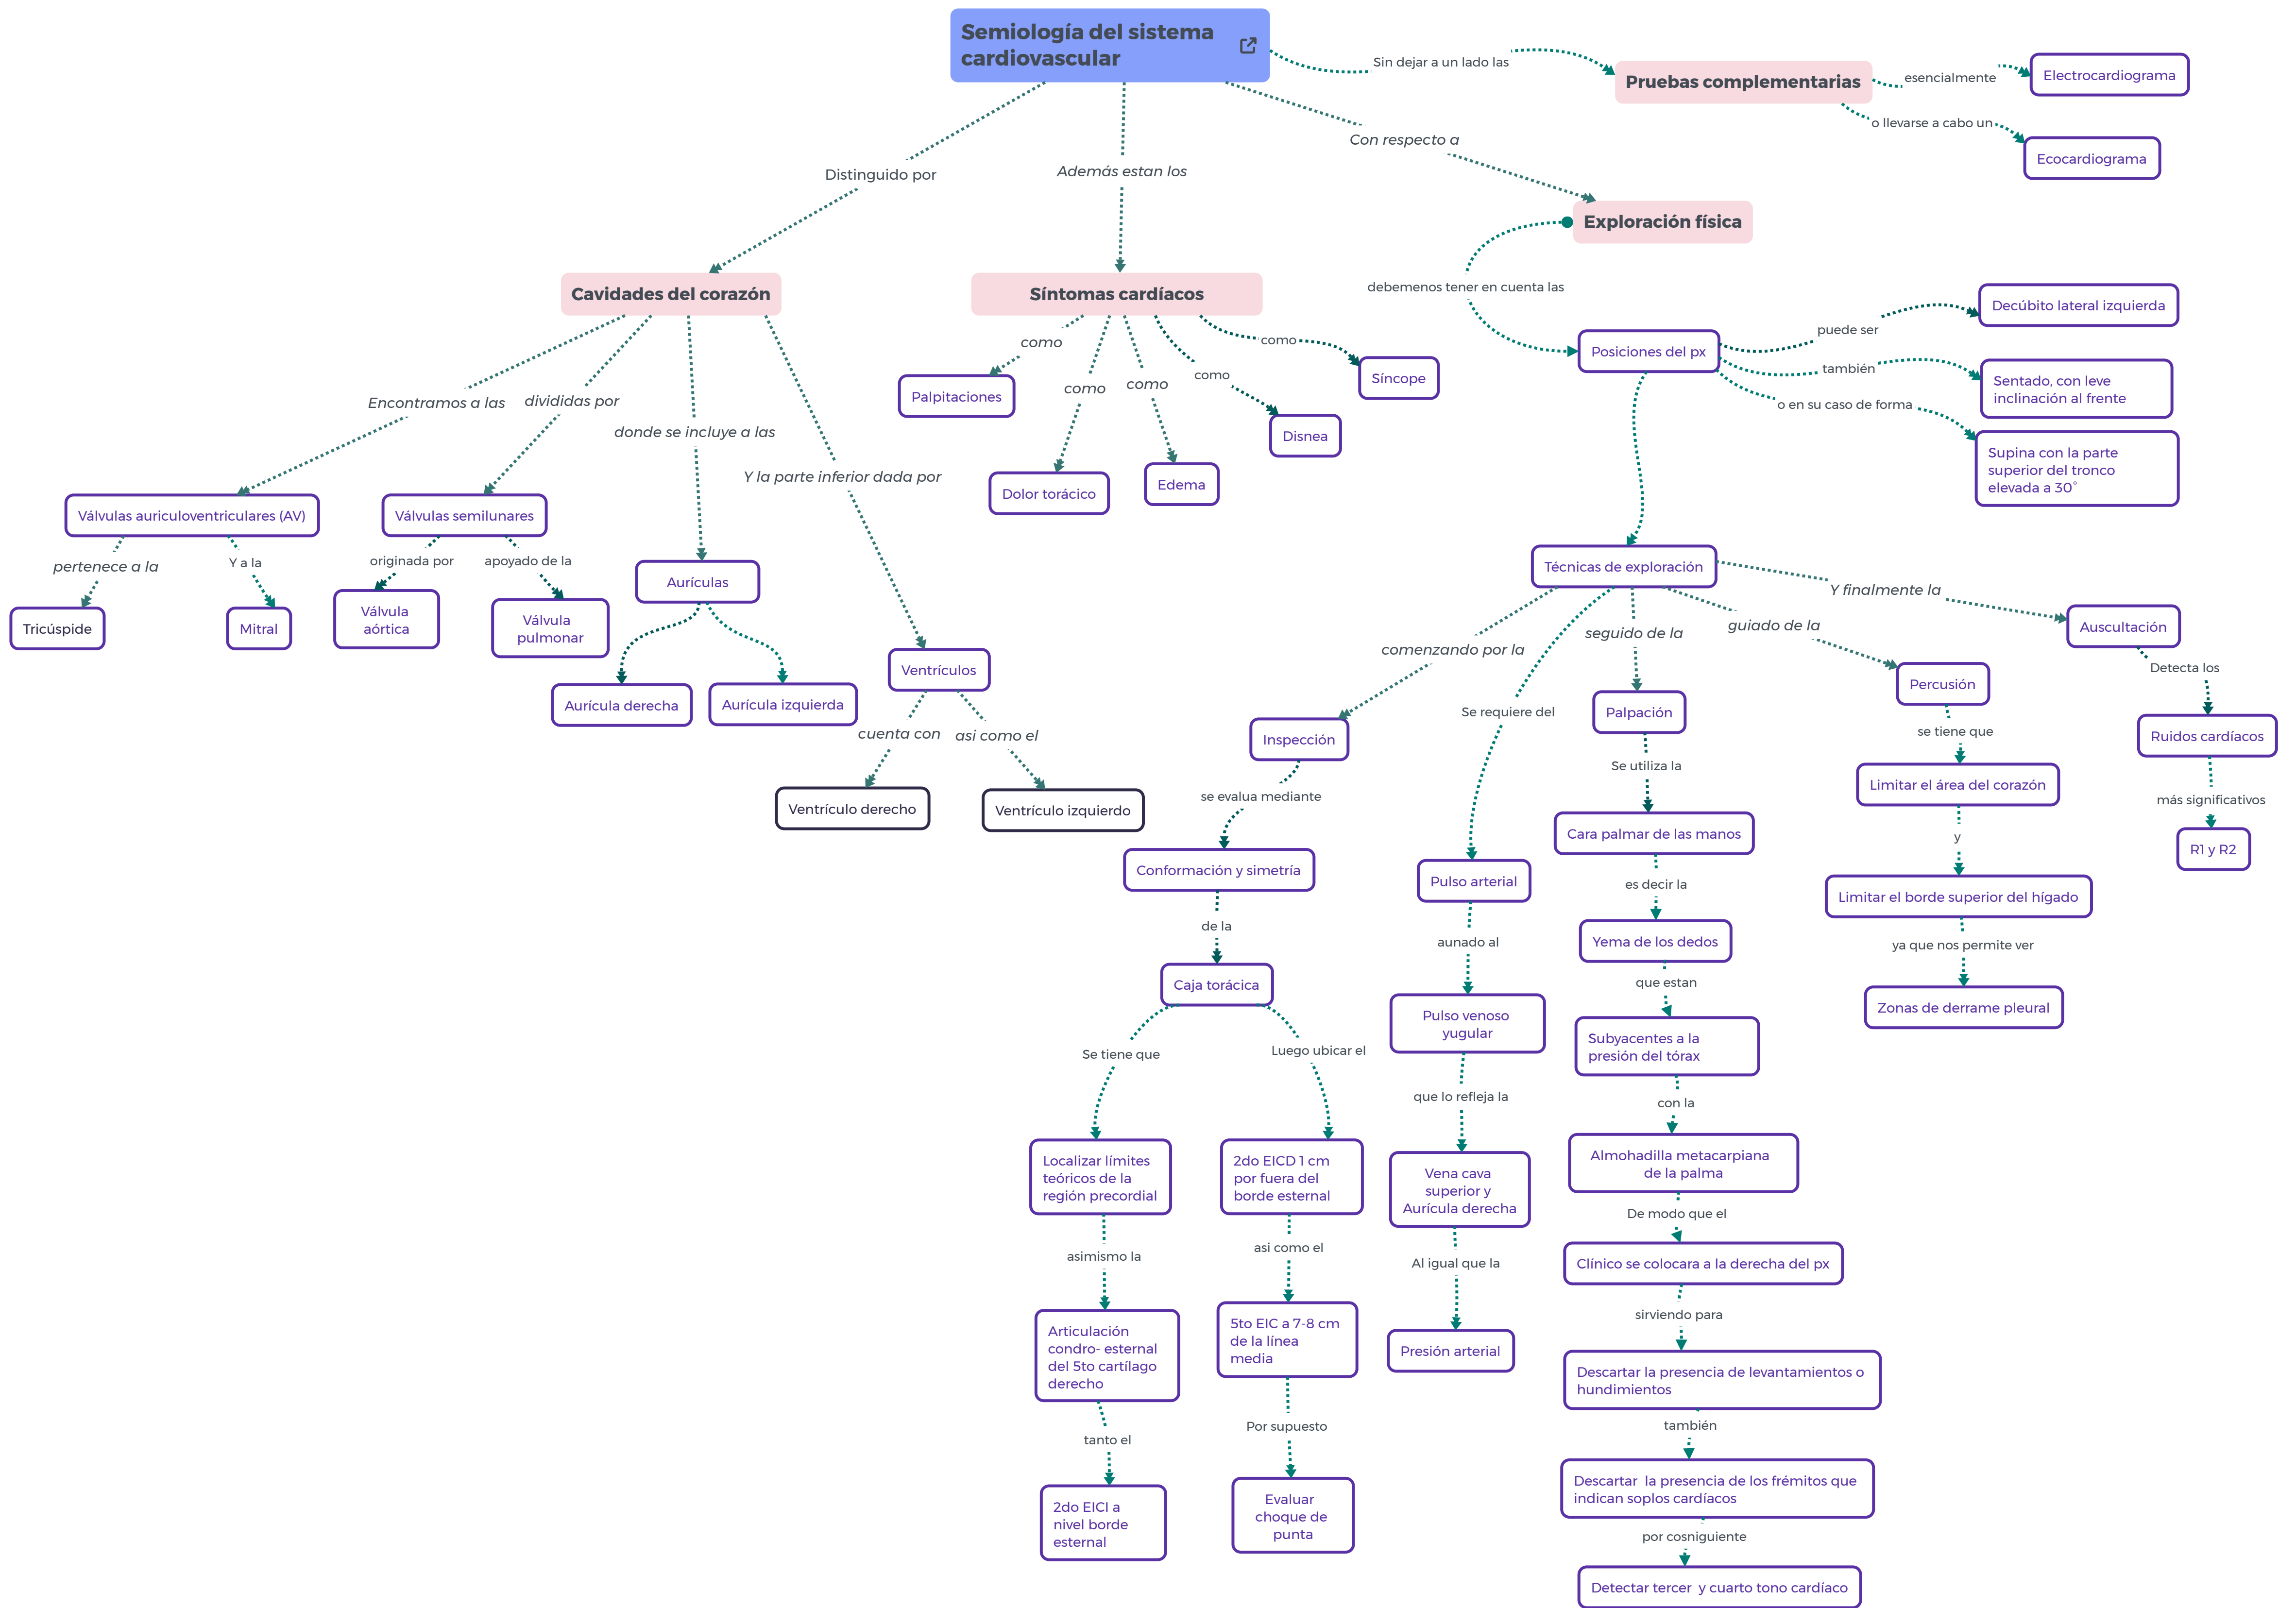 Semiología del sistema
cardiovascular
Sin dejar a un lado las
Pruebas complementarias
esencialmente
Electrocardiograma
o llevarse a cabo un
Ecocardiograma
Distinguido por
Además estan los
Con respecto a
Exploración física
Cavidades del corazón
Síntomas cardíacos
debemenos tener en cuenta las
Posiciones del px
puede ser
Decúbito lateral izquierda
también
Sentado, con leve
inclinación al frente
o en su caso de forma
Supina con la parte
superior del tronco
elevada a 30°
como
Palpitaciones
como
Dolor torácico
como
Edema
como
Disnea
como
Síncope
Encontramos a las
divididas por
donde se incluye a las
Y la parte inferior dada por
Válvulas auriculoventriculares (AV)
pertenece a la
Tricúspide
Y a la
Mitral
Válvulas semilunares
originada por
Válvula
aórtica
apoyado de la
Válvula
pulmonar
Aurículas
Aurícula derecha
Aurícula izquierda
Ventrículos
cuenta con
asi como el
Ventrículo derecho
Ventrículo izquierdo
Técnicas de exploración
comenzando por la
Se requiere del
seguido de la
guiado de la
Y finalmente la
Inspección
se evalua mediante
Conformación y simetría
de la
Caja torácica
Se tiene que
Luego ubicar el
Localizar límites
teóricos de la
región precordial
asimismo la
Articulación
condro- esternal
del 5to cartílago
derecho
tanto el
2do EICI a
nivel borde
esternal
2do EICD 1 cm
por fuera del
borde esternal
asi como el
5to EIC a 7-8 cm
de la línea
media
Por supuesto
Evaluar
choque de
punta
Pulso arterial
aunado al
Pulso venoso
yugular
que lo refleja la
Vena cava
superior y
Aurícula derecha
Al igual que la
Presión arterial
Palpación
Se utiliza la
Cara palmar de las manos
es decir la
Yema de los dedos
que estan
Subyacentes a la
presión del tórax
con la
Almohadilla metacarpiana
de la palma
De modo que el
Clínico se colocara a la derecha del px
sirviendo para
Descartar la presencia de levantamientos o
hundimientos
también
Descartar  la presencia de los frémitos que
indican soplos cardíacos
por cosniguiente
Detectar tercer  y cuarto tono cardíaco
Percusión
se tiene que
Limitar el área del corazón
y
Limitar el borde superior del hígado
ya que nos permite ver
Zonas de derrame pleural
Auscultación
Detecta los
Ruidos cardíacos
más significativos
R1 y R2